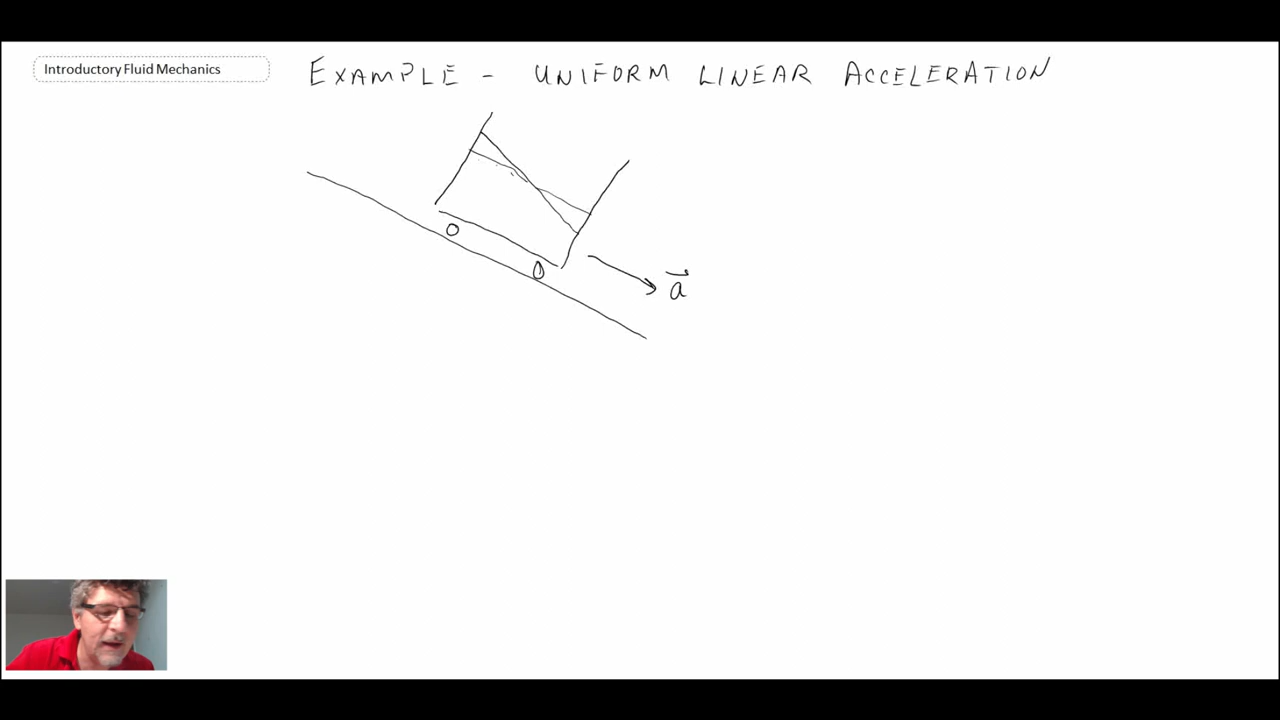 Introductory Fluid Mechanics
EXAMPLE - UNIFORM LINEAR ACCELERATION
a